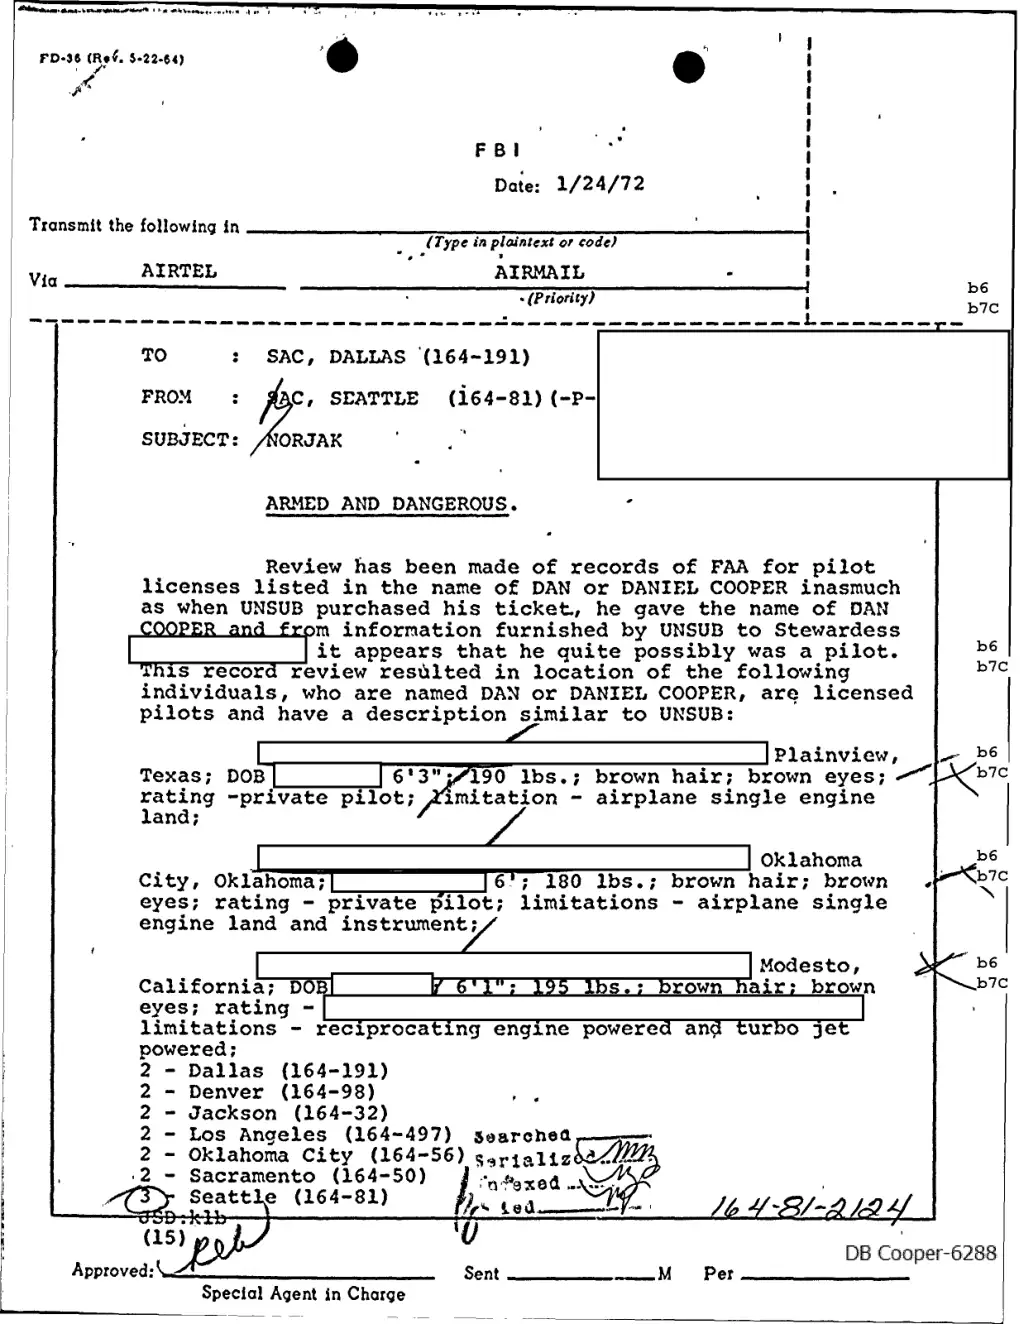 FD-36 (Rev. 5-22-64)
FBI
Date: 1/24/72
Transmit the following in
(Type in plaintext or code)
Via AIRTEL AIRMAIL
(Priority)
b6
b7C
TO : SAC, DALLAS (164-191)
FROM : SAC, SEATTLE (164-81) (-P-
SUBJECT: NORJAK
ARMED AND DANGEROUS.
Review has been made of records of FAA for pilot
licenses listed in the name of DAN or DANIEL COOPER inasmuch
as when UNSUB purchased his ticket, he gave the name of DAN
COOPER and from information furnished by UNSUB to Stewardess
it appears that he quite possibly was a pilot.
b6
b7C
This record review resulted in location of the following
individuals, who are named DAN or DANIEL COOPER, are licensed
pilots and have a description similar to UNSUB:
Plainview,
b6
b7C
Texas; DOB 6'3"; 190 lbs.; brown hair; brown eyes;
rating -private pilot; limitation - airplane single engine
land;
Oklahoma
b6
b7C
City, Oklahoma; 6'; 180 lbs.; brown hair; brown
eyes; rating - private pilot; limitations - airplane single
engine land and instrument;
Modesto,
b6
b7C
California; DOB 6'1"; 195 lbs.; brown hair; brown
eyes; rating -
limitations - reciprocating engine powered and turbo jet
powered;
2 - Dallas (164-191)
2 - Denver (164-98)
2 - Jackson (164-32)
2 - Los Angeles (164-497)
2 - Oklahoma City (164-56)
2 - Sacramento (164-50)
3 - Seattle (164-81)
JSD:klb
(15)
Searched
Serialized
Indexed
164-81-2124
DB Cooper-6288
Approved: Sent M Per
Special Agent in Charge